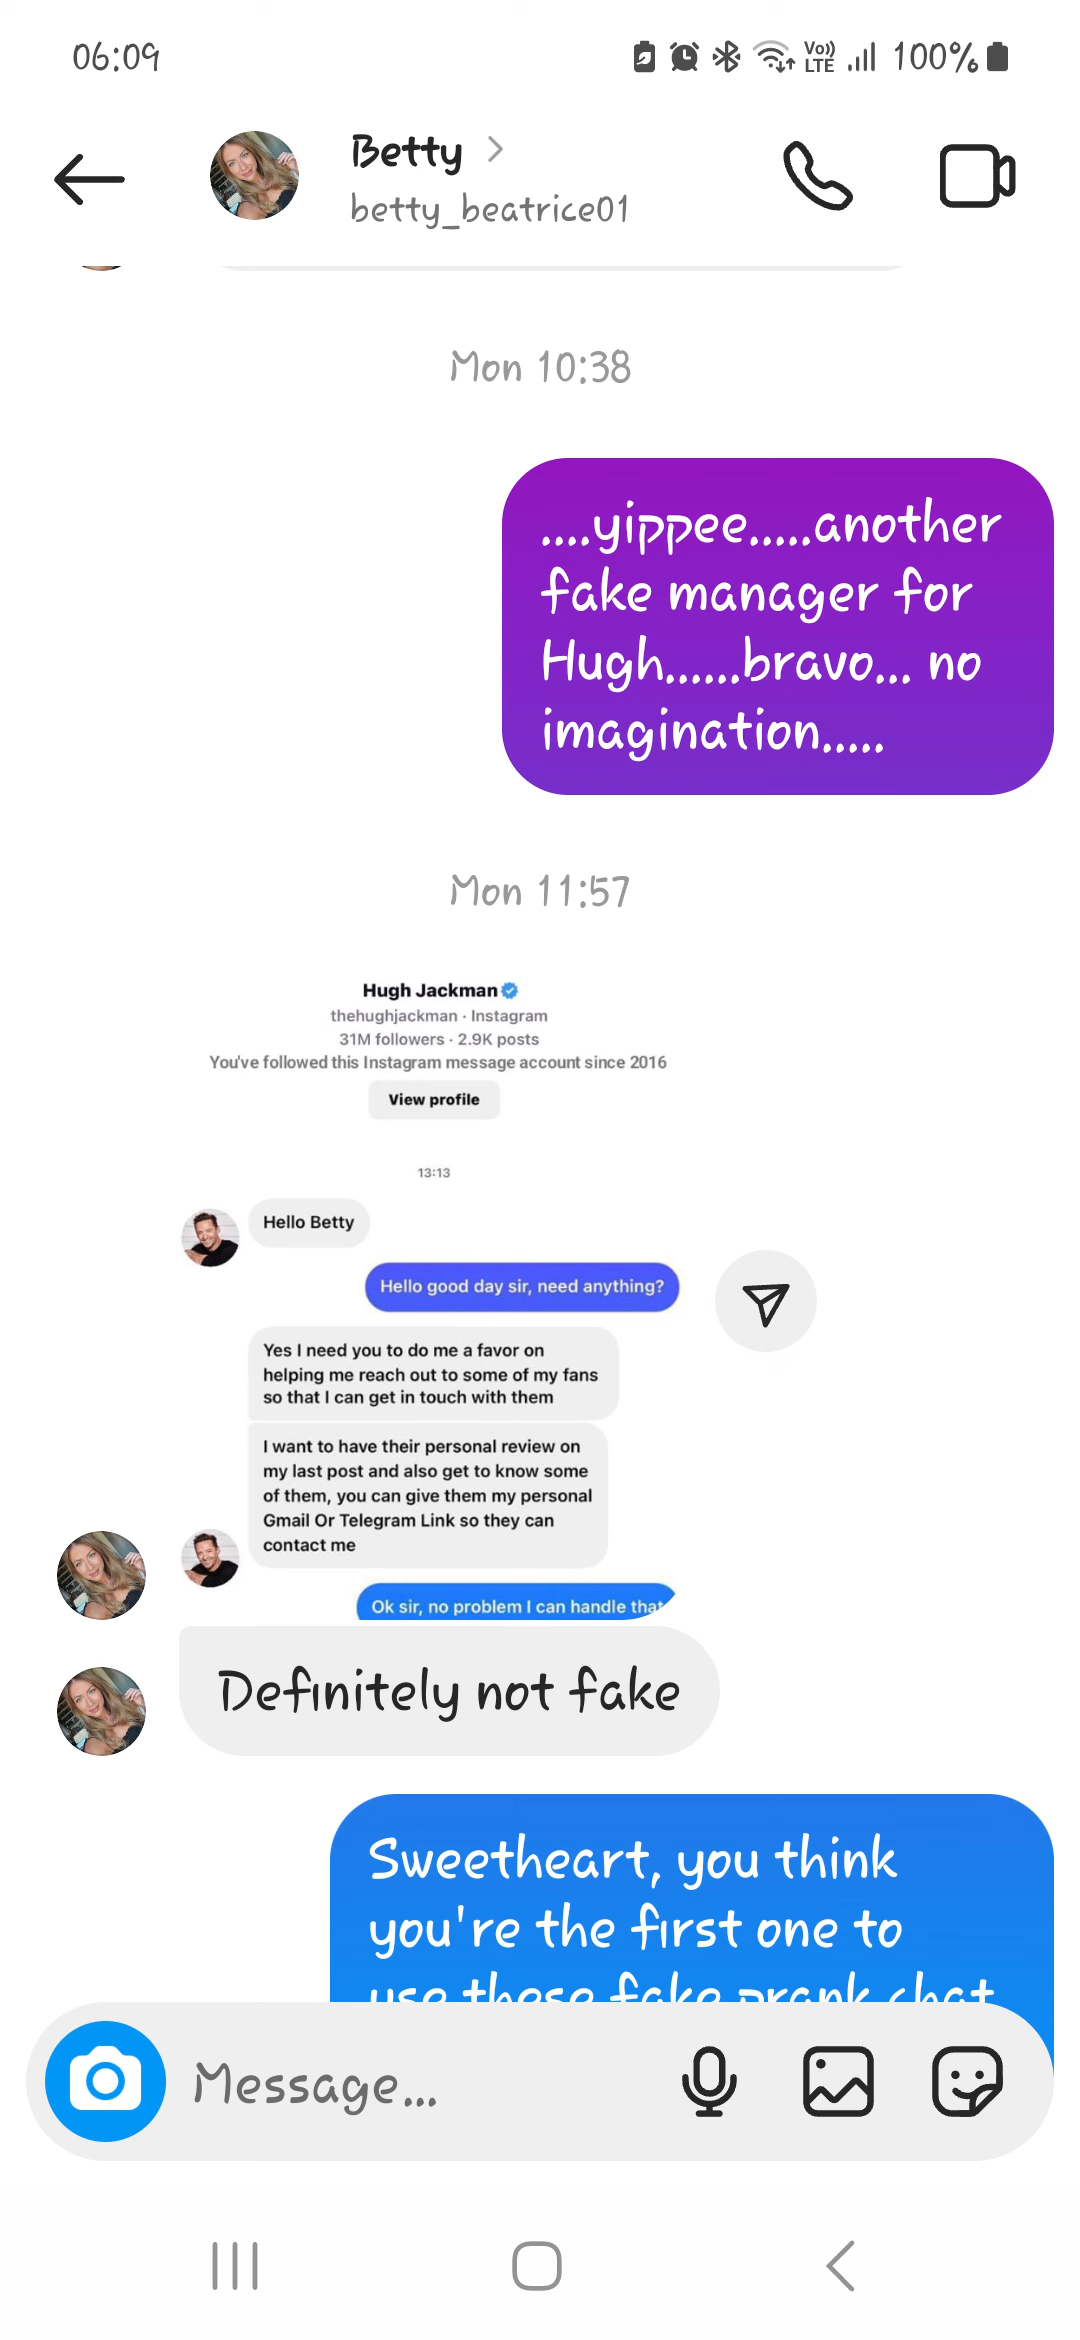 06:09
Vo))
LTE
100%
Betty
betty_beatrice01
Mon 10:38
....yippee.....another
fake manager for
Hugh......bravo... no
imagination.....
Mon 11:57
Hugh Jackman
thehughjackman · Instagram
31M followers · 2.9K posts
You've followed this Instagram message account since 2016
View profile
13:13
Hello Betty
Hello good day sir, need anything?
Yes I need you to do me a favor on
helping me reach out to some of my fans
so that I can get in touch with them
I want to have their personal review on
my last post and also get to know some
of them, you can give them my personal
Gmail Or Telegram Link so they can
contact me
Ok sir, no problem I can handle that
Definitely not fake
Sweetheart, you think
you're the first one to
use these fake prank chat
Message...